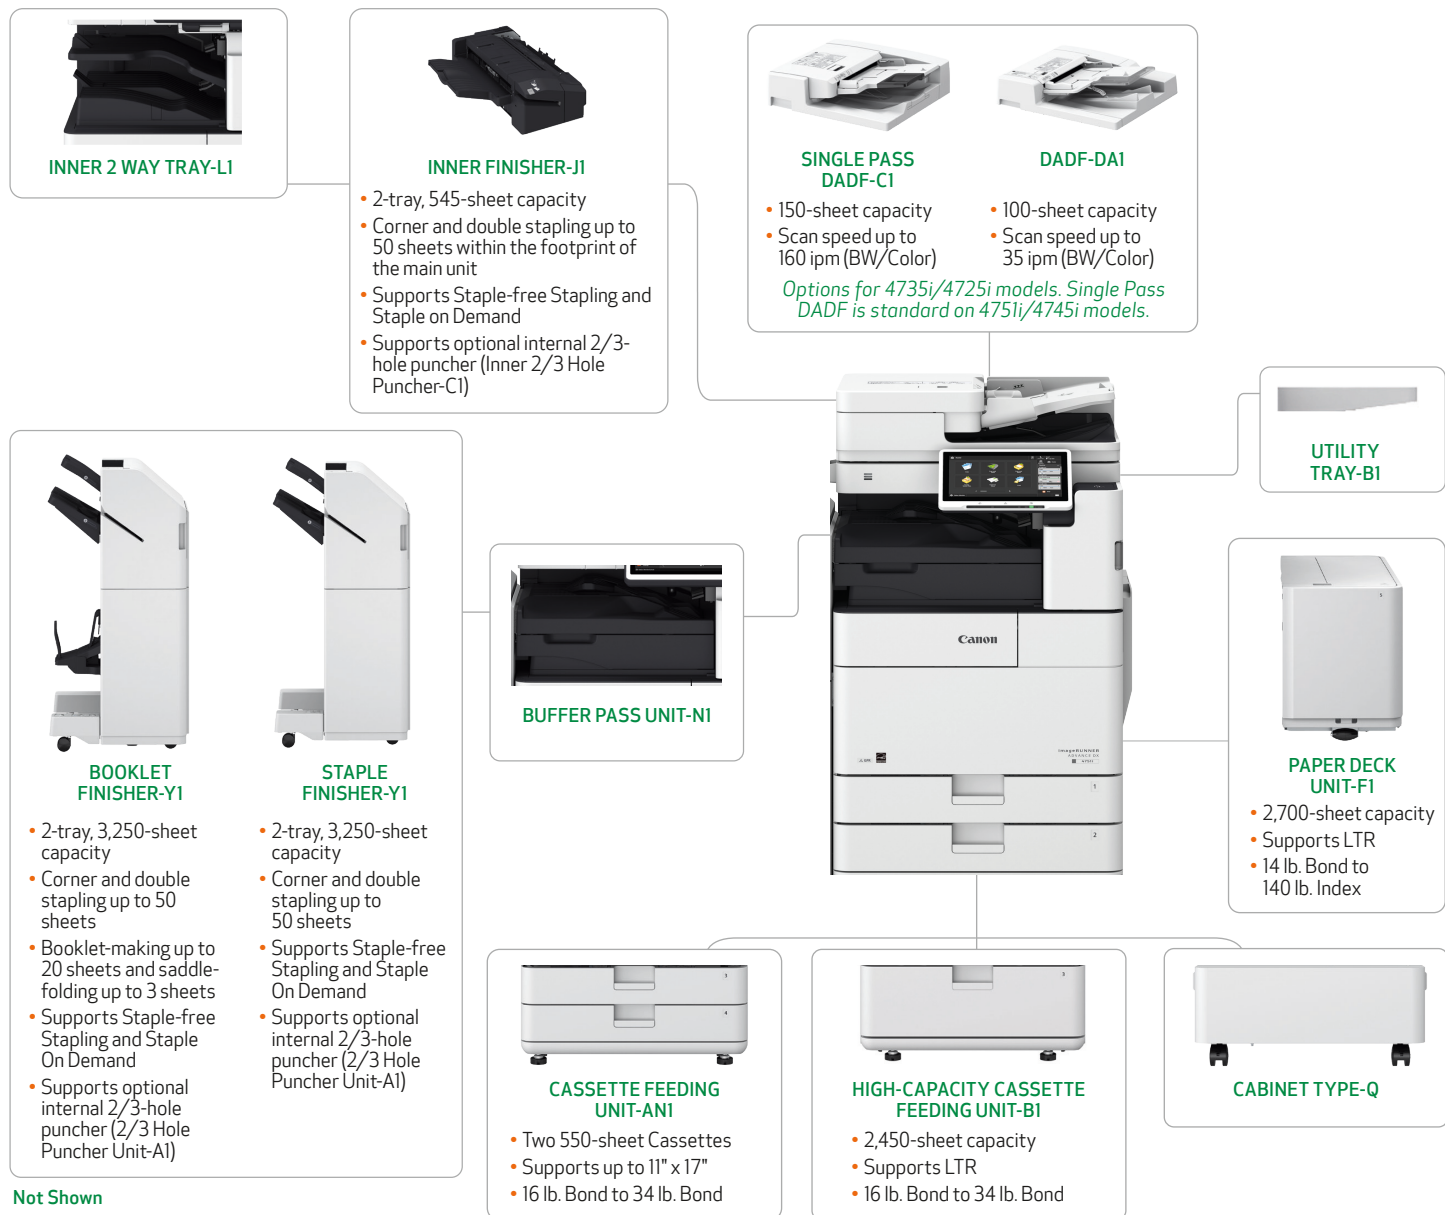 INNER 2 WAY TRAY-L1
INNER FINISHER-J1
• 2-tray, 545-sheet capacity
• Corner and double stapling up to
50 sheets within the footprint of
the main unit
• Supports Staple-free Stapling and
Staple on Demand
• Supports optional internal 2/3-
hole puncher (Inner 2/3 Hole
Puncher-C1)
SINGLE PASS
DADF-C1
• 150-sheet capacity
• Scan speed up to
160 ipm (BW/Color)
DADF-DA1
• 100-sheet capacity
• Scan speed up to
35 ipm (BW/Color)
Options for 4735i/4725i models. Single Pass
DADF is standard on 4751i/4745i models.
UTILITY
TRAY-B1
Canon
imageRUNNER
ADVANCE DX
1
2
BOOKLET
FINISHER-Y1
• 2-tray, 3,250-sheet
capacity
• Corner and double
stapling up to 50
sheets
• Booklet-making up to
20 sheets and saddle-
folding up to 3 sheets
• Supports Staple-free
Stapling and Staple
On Demand
• Supports optional
internal 2/3-hole
puncher (2/3 Hole
Puncher Unit-A1)
STAPLE
FINISHER-Y1
• 2-tray, 3,250-sheet
capacity
• Corner and double
stapling up to
50 sheets
• Supports Staple-free
Stapling and Staple
On Demand
• Supports optional
internal 2/3-hole
puncher (2/3 Hole
Puncher Unit-A1)
BUFFER PASS UNIT-N1
PAPER DECK
UNIT-F1
• 2,700-sheet capacity
• Supports LTR
• 14 lb. Bond to
140 lb. Index
3
4
CASSETTE FEEDING
UNIT-AN1
• Two 550-sheet Cassettes
• Supports up to 11" x 17"
• 16 lb. Bond to 34 lb. Bond
3
HIGH-CAPACITY CASSETTE
FEEDING UNIT-B1
• 2,450-sheet capacity
• Supports LTR
• 16 lb. Bond to 34 lb. Bond
CABINET TYPE-Q
Not Shown